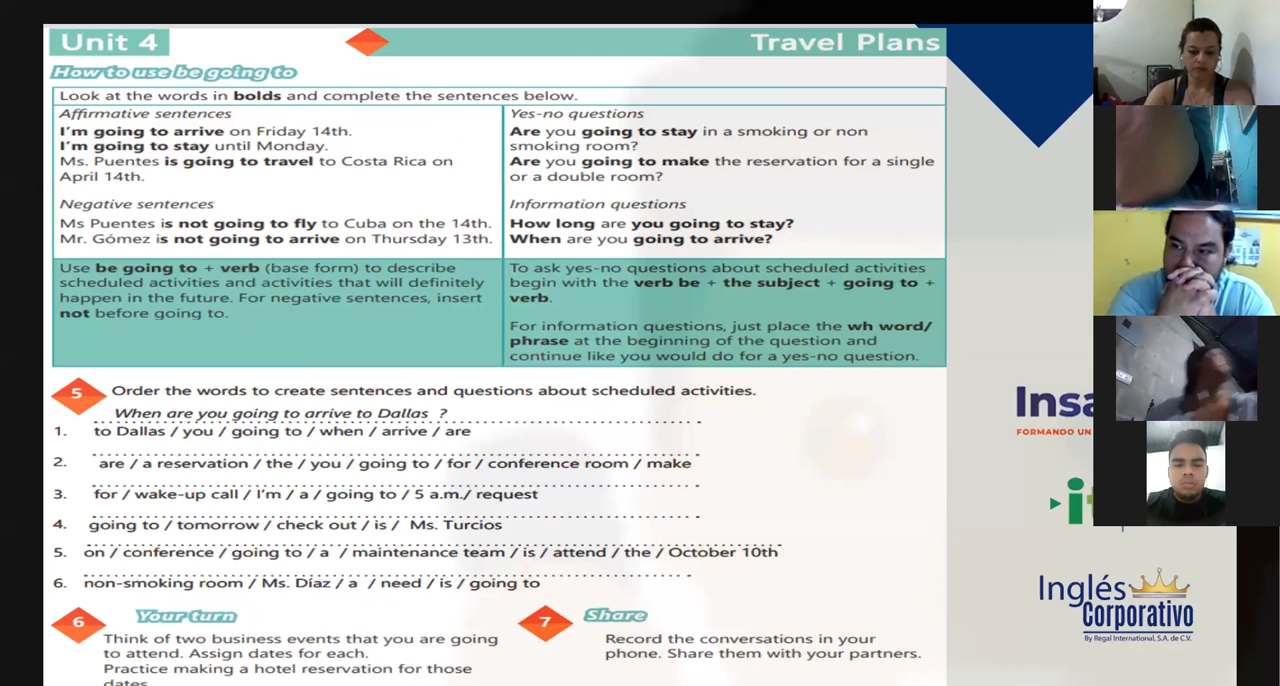 Unit 4
Travel Plans
How to use be going to
Look at the words in bolds and complete the sentences below.
Affirmative sentences
I'm going to arrive on Friday 14th.
I'm going to stay until Monday.
Ms. Puentes is going to travel to Costa Rica on
April 14th.
Negative sentences
Ms Puentes is not going to fly to Cuba on the 14th.
Mr. Gómez is not going to arrive on Thursday 13th.
Yes-no questions
Are you going to stay in a smoking or non
smoking room?
Are you going to make the reservation for a single
or a double room?
Information questions
How long are you going to stay?
When are you going to arrive?
Use be going to + verb (base form) to describe
scheduled activities and activities that will definitely
happen in the future. For negative sentences, insert
not before going to.
To ask yes-no questions about scheduled activities
begin with the verb be + the subject + going to +
verb.
For information questions, just place the wh word/
phrase at the beginning of the question and
continue like you would do for a yes-no question.
5 Order the words to create sentences and questions about scheduled activities.
When are you going to arrive to Dallas ?
1. to Dallas / you / going to / when / arrive / are
2. are / a reservation / the / you / going to / for / conference room / make
3. for / wake-up call / I'm / a / going to / 5 a.m./ request
4. going to / tomorrow / check out / is / Ms. Turcios
5. on / conference / going to / a / maintenance team / is / attend / the / October 10th
6. non-smoking room / Ms. Díaz / a / need / is / going to
6 Your turn
Think of two business events that you are going
to attend. Assign dates for each.
Practice making a hotel reservation for those
dates.
7 Share
Record the conversations in your
phone. Share them with your partners.
Insa
FORMANDO UN
Inglés
Corporativo
By Regal International, S.A. de C.V.